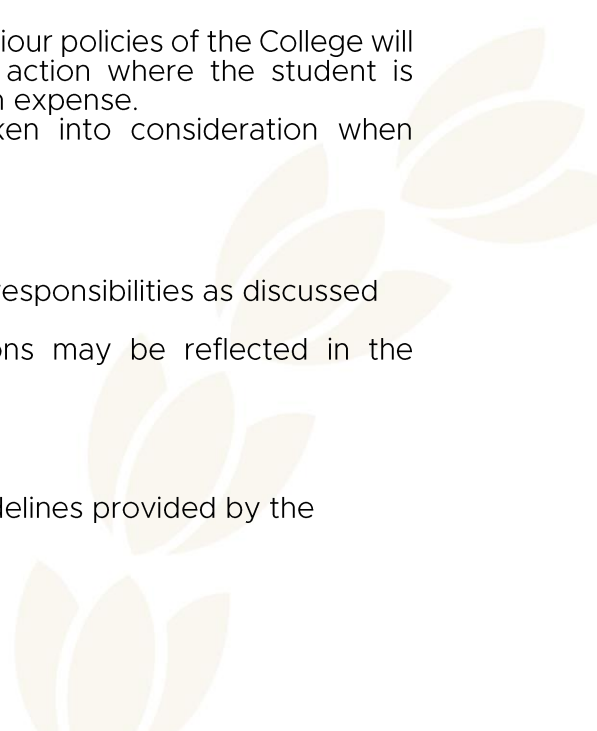 iour policies of the College will
action where the student is
n expense.
ken into consideration when
responsibilities as discussed
ons may be reflected in the
delines provided by the